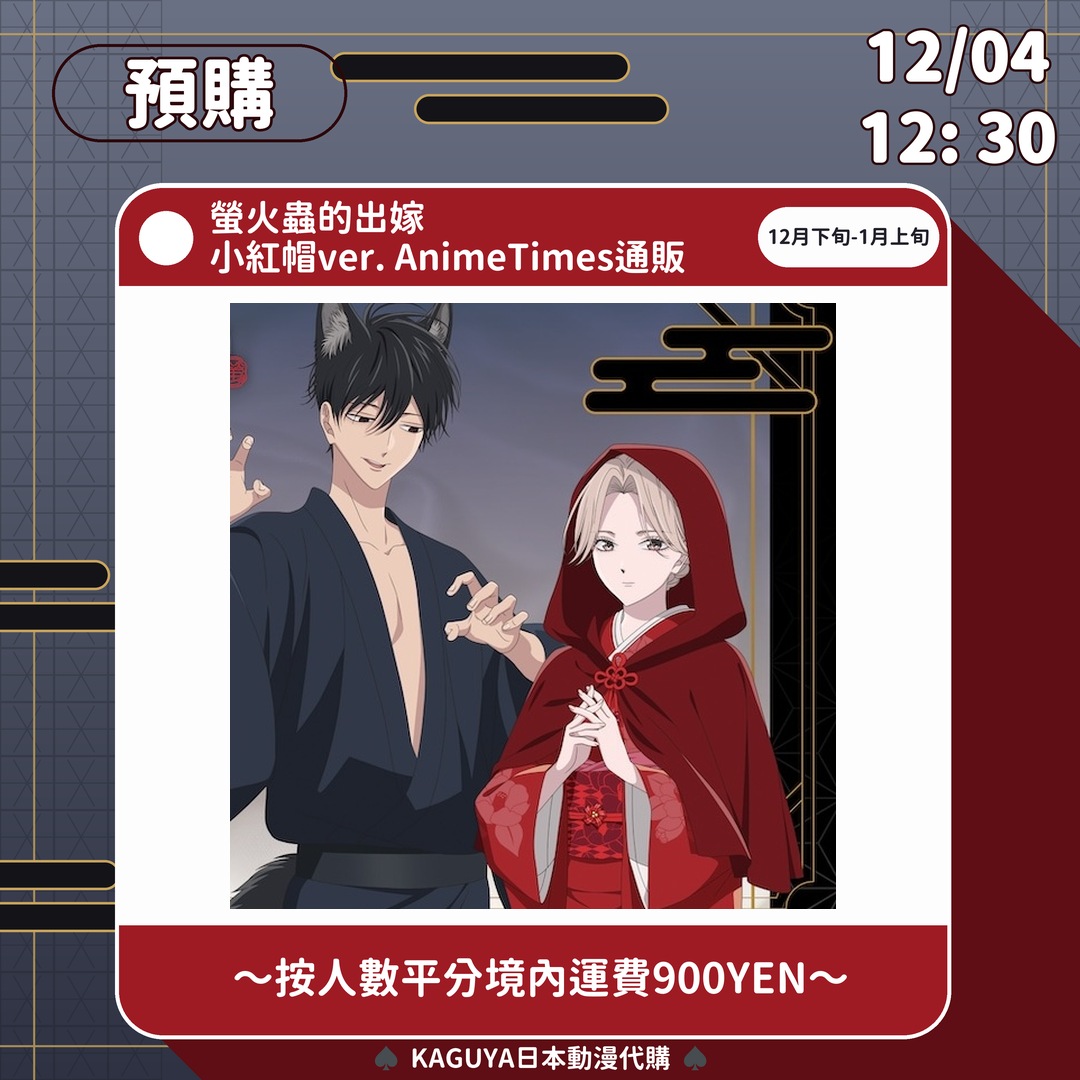 預購
12/04
12: 30
螢火蟲的出嫁
小紅帽ver. AnimeTimes通販
12月下旬-1月上旬
～按人數平分境內運費900YEN～
♠ KAGUYA日本動漫代購 ♠